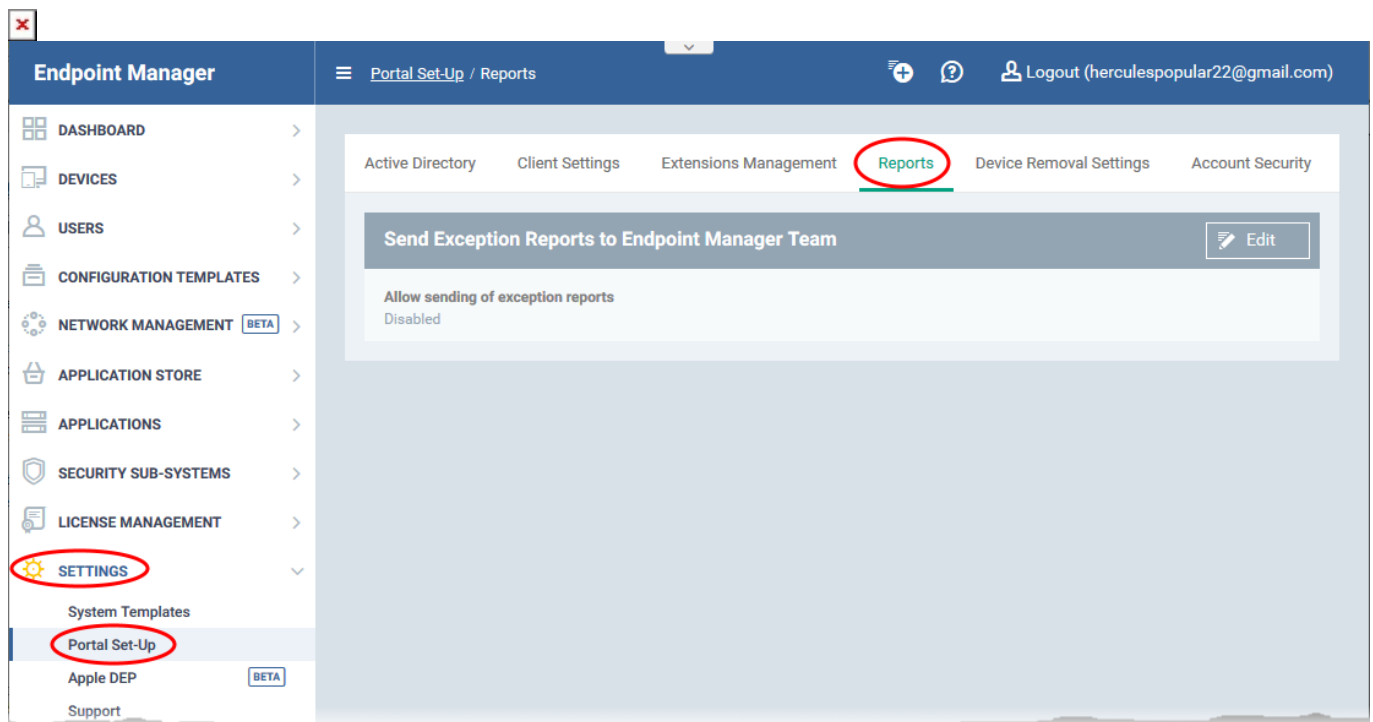 Endpoint Manager
Portal Set-Up / Reports
Logout (herculespopular22@gmail.com)
DASHBOARD
DEVICES
USERS
CONFIGURATION TEMPLATES
NETWORK MANAGEMENT BETA
APPLICATION STORE
APPLICATIONS
SECURITY SUB-SYSTEMS
LICENSE MANAGEMENT
SETTINGS
System Templates
Portal Set-Up
Apple DEP BETA
Support
Active Directory Client Settings Extensions Management Reports Device Removal Settings Account Security
Send Exception Reports to Endpoint Manager Team
Edit
Allow sending of exception reports
Disabled